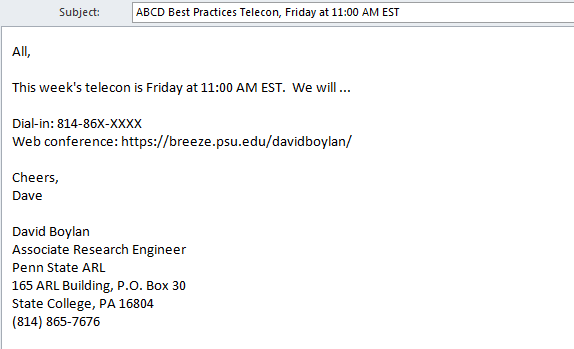 Subject: ABCD Best Practices Telecon, Friday at 11:00 AM EST
All,
This week's telecon is Friday at 11:00 AM EST.  We will ...
Dial-in: 814-86X-XXXX
Web conference: https://breeze.psu.edu/davidboylan/
Cheers,
Dave
David Boylan
Associate Research Engineer
Penn State ARL
165 ARL Building, P.O. Box 30
State College, PA 16804
(814) 865-7676